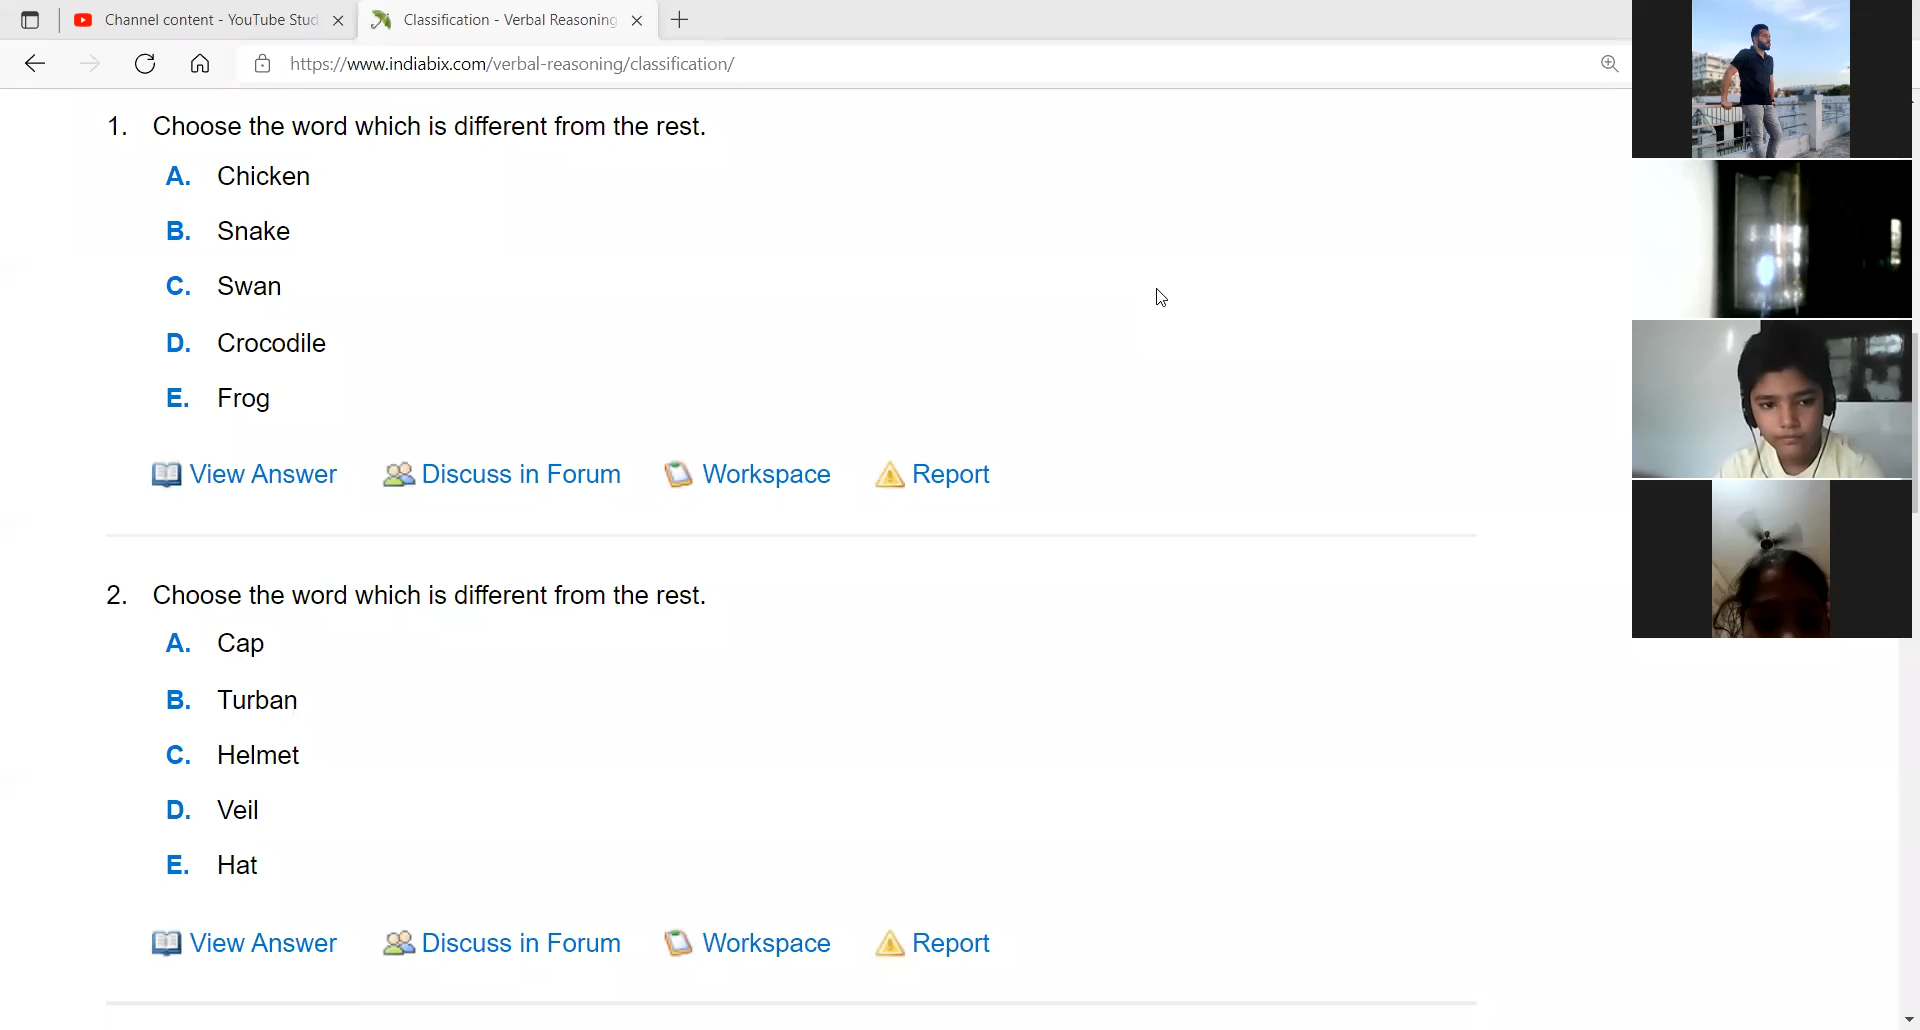 Channel content - YouTube Stud
Classification - Verbal Reasoning
https://www.indiabix.com/verbal-reasoning/classification/
1. Choose the word which is different from the rest.
A. Chicken
B. Snake
C. Swan
D. Crocodile
E. Frog
View Answer Discuss in Forum Workspace Report
2. Choose the word which is different from the rest.
A. Cap
B. Turban
C. Helmet
D. Veil
E. Hat
View Answer Discuss in Forum Workspace Report